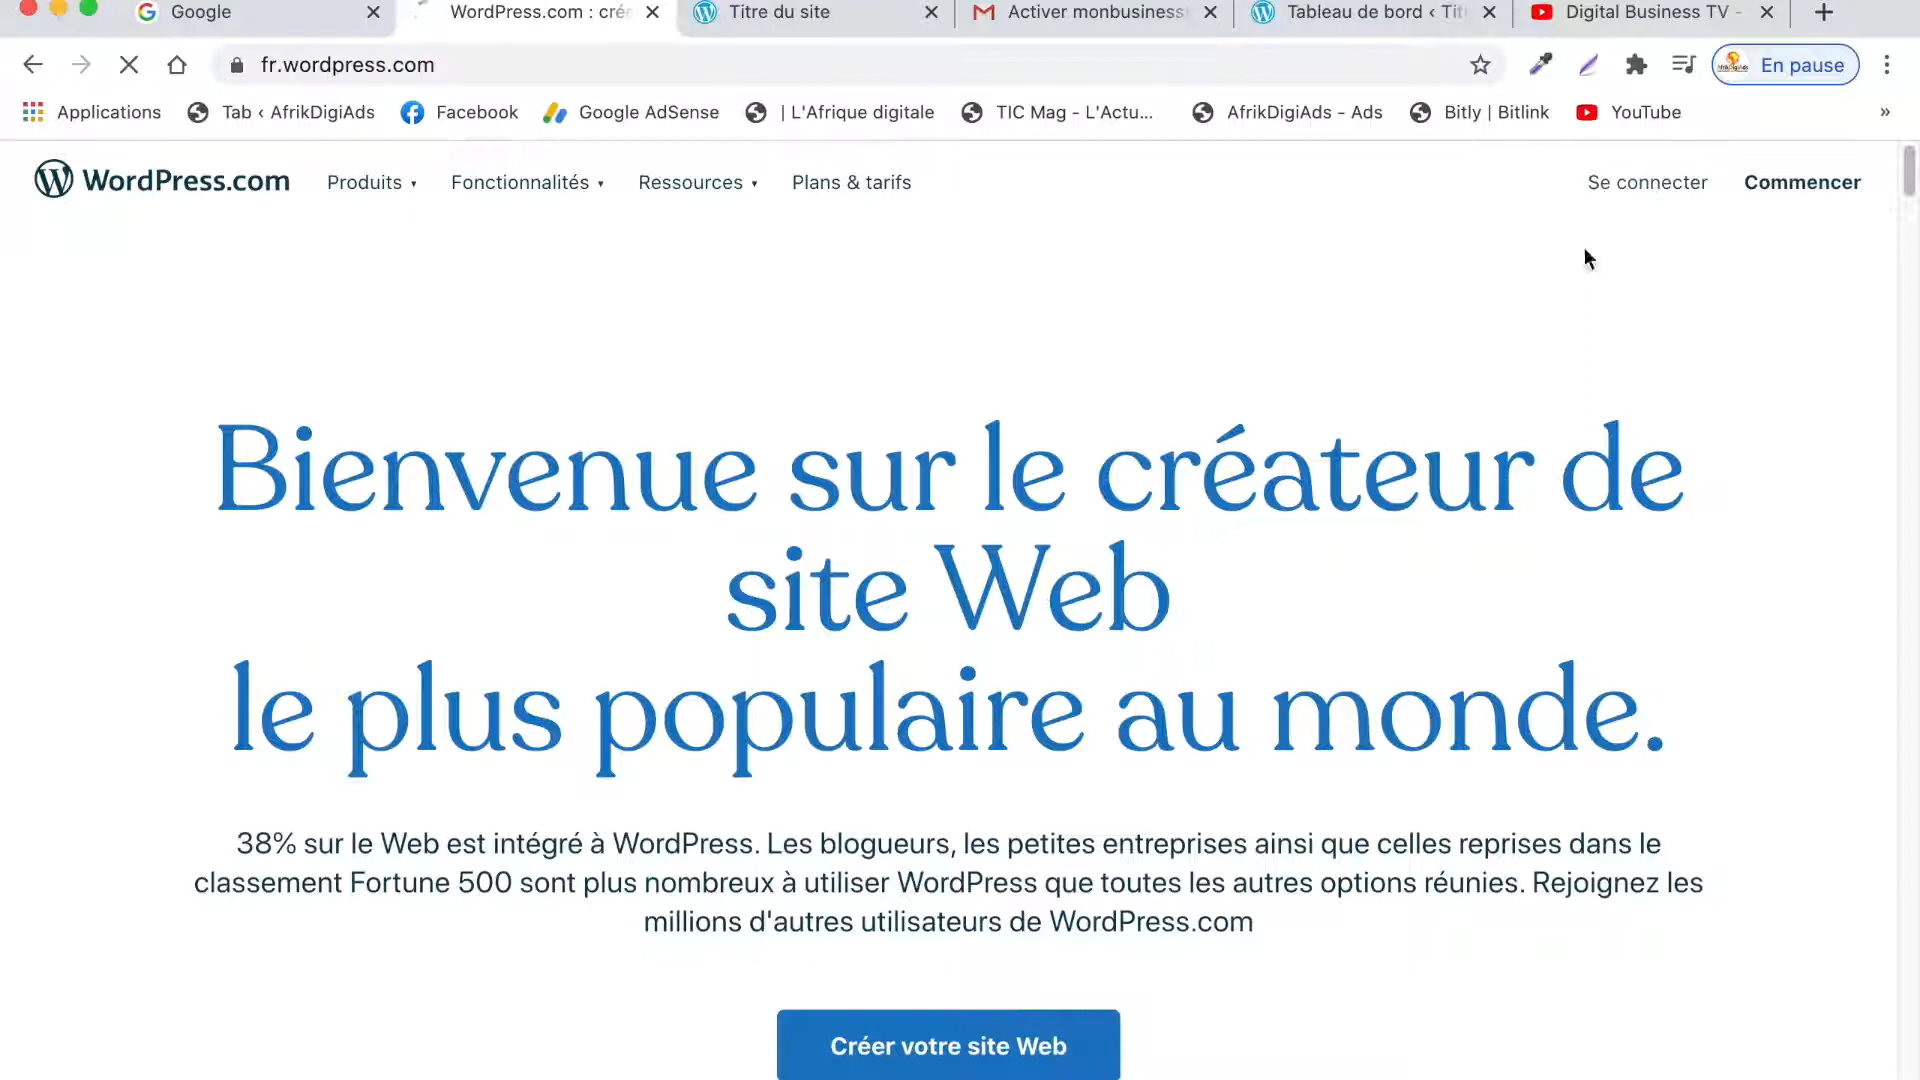 Google
WordPress.com : crée
Titre du site
Activer monbusiness
Tableau de bord ‹ Tit
Digital Business TV -
fr.wordpress.com
En pause
Applications
Tab ‹ AfrikDigiAds
Facebook
Google AdSense
| L'Afrique digitale
TIC Mag - L'Actu...
AfrikDigiAds - Ads
Bitly | Bitlink
YouTube
»
WordPress.com
Produits
Fonctionnalités
Ressources
Plans & tarifs
Se connecter
Commencer
Bienvenue sur le créateur de
site Web
le plus populaire au monde.
38% sur le Web est intégré à WordPress. Les blogueurs, les petites entreprises ainsi que celles reprises dans le
classement Fortune 500 sont plus nombreux à utiliser WordPress que toutes les autres options réunies. Rejoignez les
millions d'autres utilisateurs de WordPress.com
Créer votre site Web